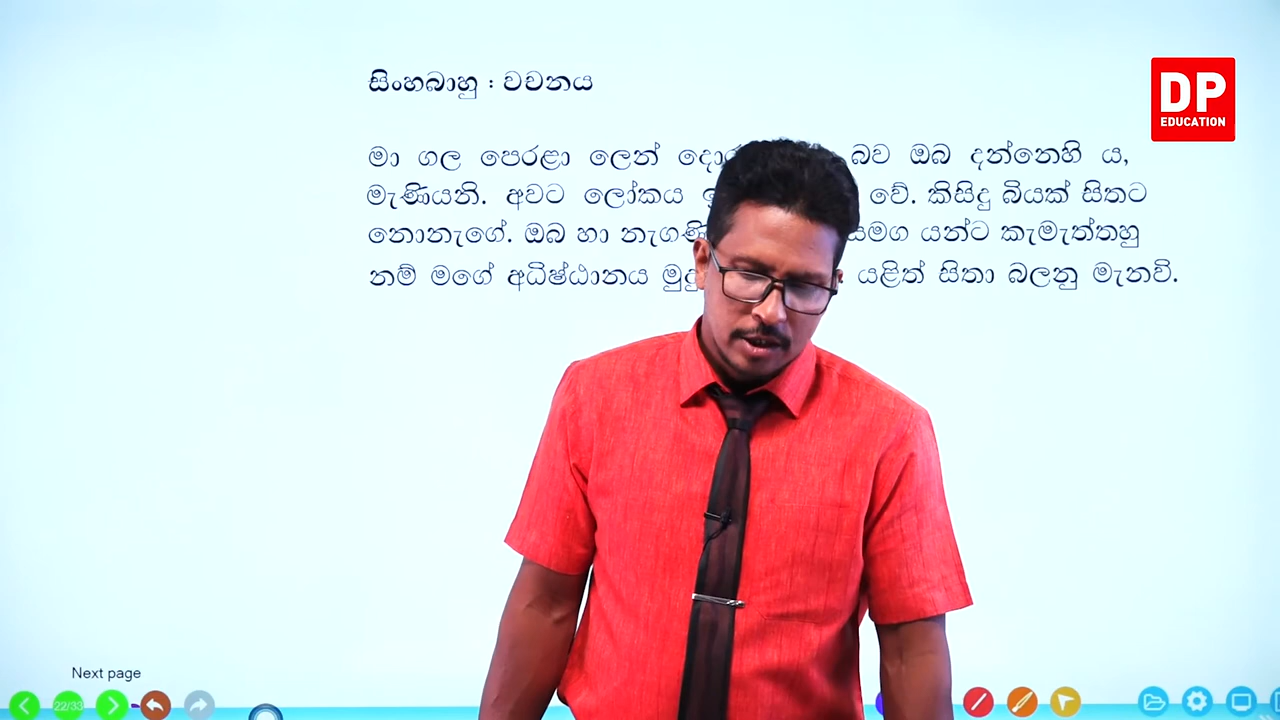 සිංහබාහු : වචනය
DP
EDUCATION
මා ගල පෙරළා ලෙන් බව ඔබ දන්නෙහි ය,
මැණියනි. අවට ලෝකය වේ. කිසිදු බියක් සිතට
නොනැගේ. ඔබ හා සමග යන්ට කැමැත්තහු
නම් මගේ අධිෂ්ඨානය යළිත් සිතා බලනු මැනවි.
Next page
22/33